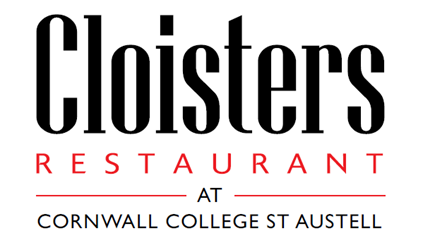 Cloisters
RESTAURANT
AT
CORNWALL COLLEGE ST AUSTELL